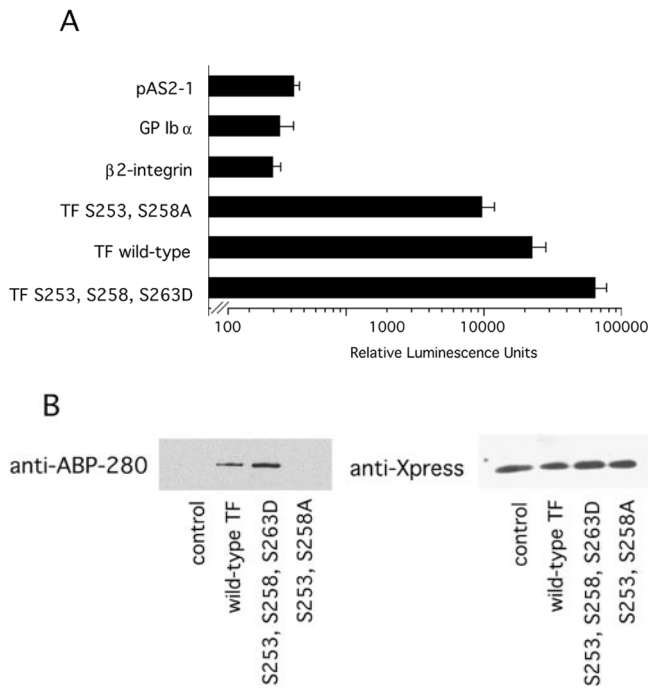 A
pAS2-1
GP Ib α
β2-integrin
TF S253, S258A
TF wild-type
TF S253, S258, S263D
100 1000 10000 100000
Relative Luminescence Units
B
anti-ABP-280
control
wild-type TF
S253, S258, S263D
S253, S258A
anti-Xpress
control
wild-type TF
S253, S258, S263D
S253, S258A